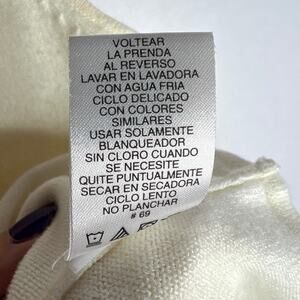 VOLTEAR
LA PRENDA
AL REVERSO
LAVAR EN LAVADORA
CON AGUA FRIA
CICLO DELICADO
CON COLORES
SIMILARES
USAR SOLAMENTE
BLANQUEADOR
SIN CLORO CUANDO
SE NECESITE
QUITE PUNTUALMENTE
SECAR EN SECADORA
CICLO LENTO
NO PLANCHAR
# 69